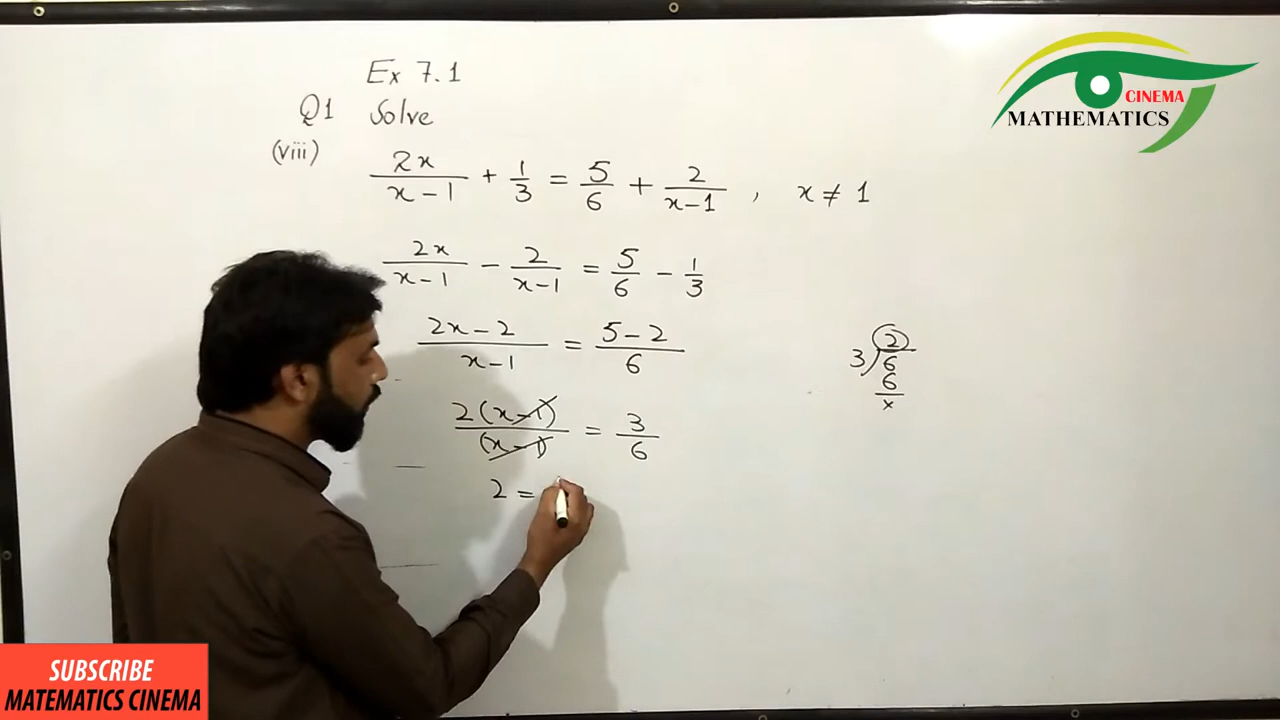 Ex 7.1
Q1 Solve
(viii)
2x/(x-1) + 1/3 = 5/6 + 2/(x-1) , x ≠ 1
2x/(x-1) - 2/(x-1) = 5/6 - 1/3
(2x-2)/(x-1) = (5-2)/6
2(x-1)/(x-1) = 3/6
2 =
2
3)6
6
x
CINEMA
MATHEMATICS
SUBSCRIBE
MATEMATICS CINEMA